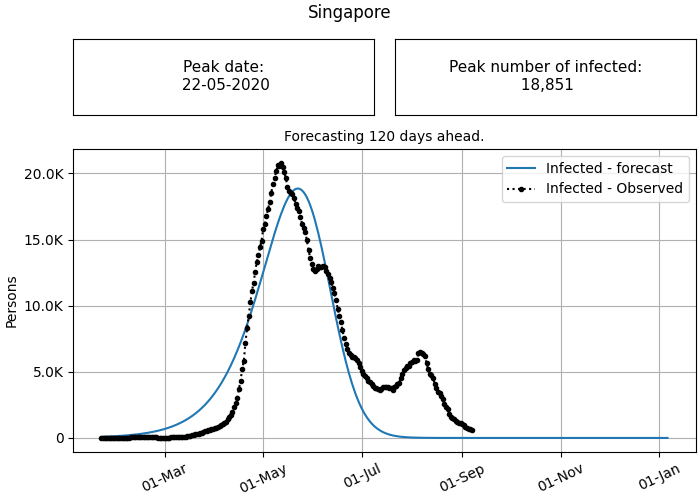 Singapore
Peak date:
22-05-2020
Peak number of infected:
18,851
Forecasting 120 days ahead.
Infected - forecast
Infected - Observed
20.0K
15.0K
10.0K
5.0K
0
Persons
01-Mar
01-May
01-Jul
01-Sep
01-Nov
01-Jan